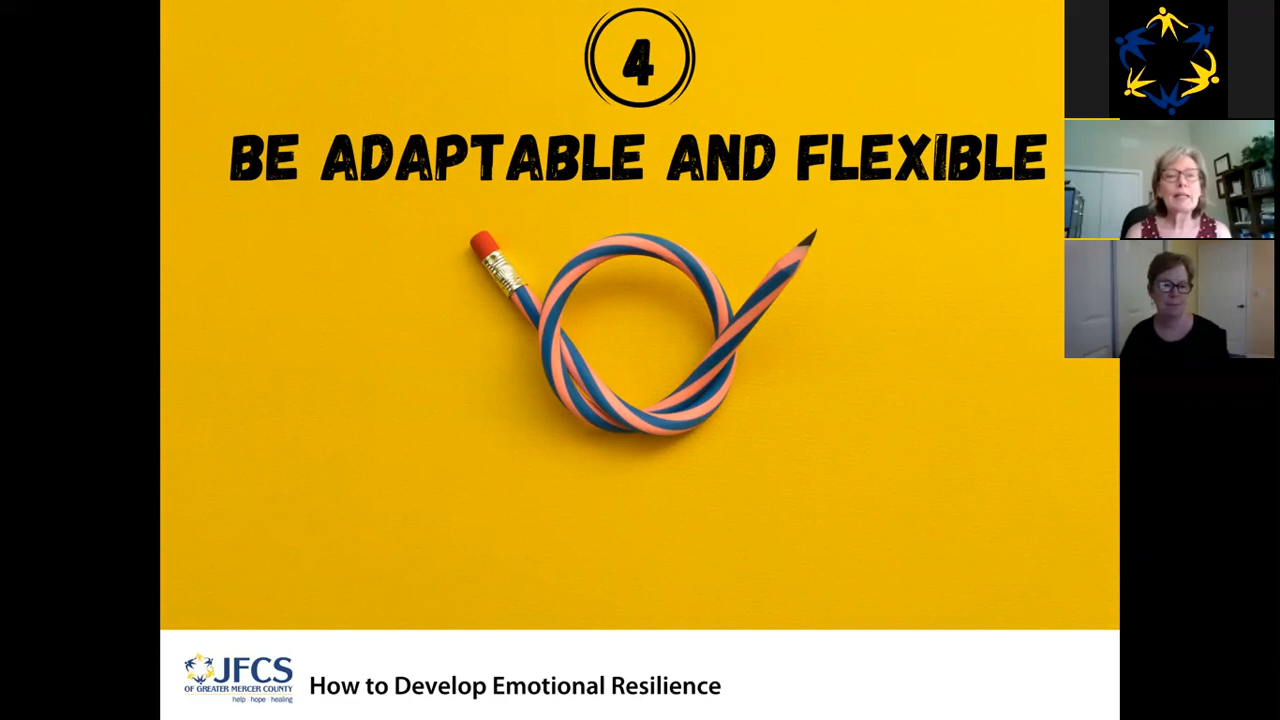 4
BE ADAPTABLE AND FLEXIBLE
JFCS
OF GREATER MERCER COUNTY
help · hope · healing
How to Develop Emotional Resilience